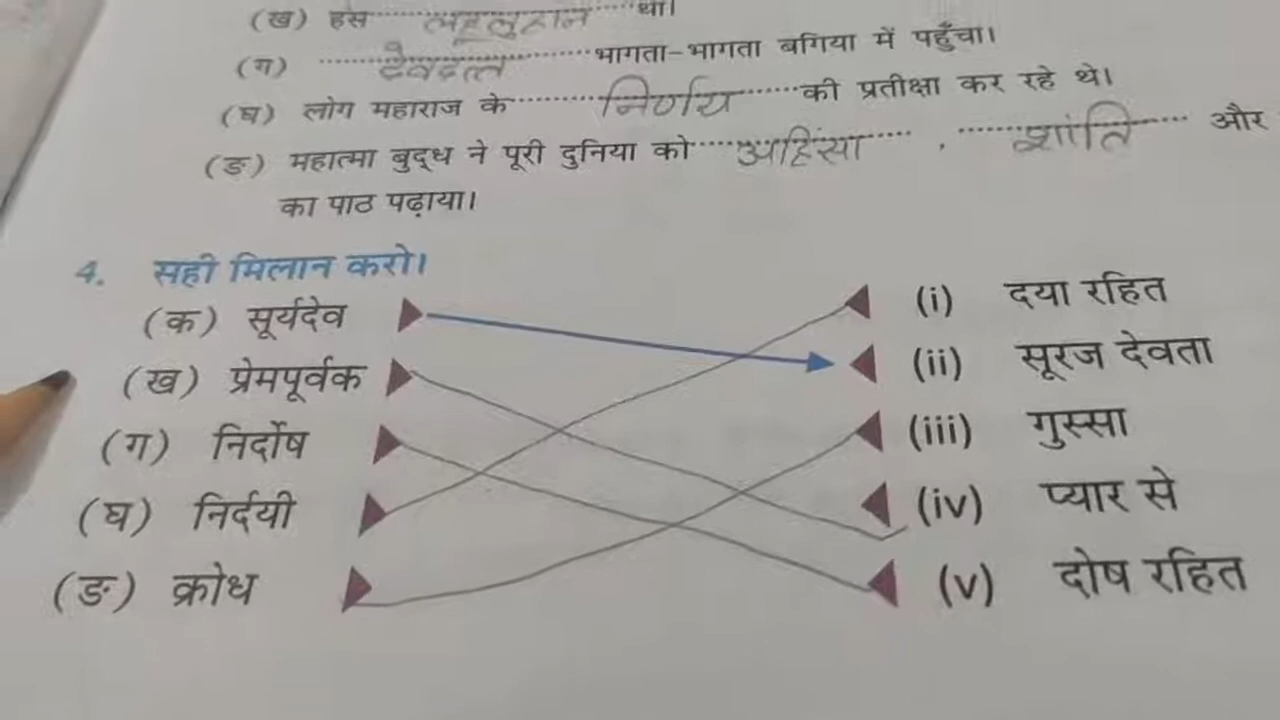 (ख) हंस लहूलुहान था।
(ग) देवदत्त भागता-भागता बगिया में पहुँचा।
(घ) लोग महाराज के निर्णय की प्रतीक्षा कर रहे थे।
(ङ) महात्मा बुद्ध ने पूरी दुनिया को अहिंसा , शांति और
का पाठ पढ़ाया।
4. सही मिलान करो।
(क) सूर्यदेव (i) दया रहित
(ख) प्रेमपूर्वक (ii) सूरज देवता
(ग) निर्दोष (iii) गुस्सा
(घ) निर्दयी (iv) प्यार से
(ङ) क्रोध (v) दोष रहित